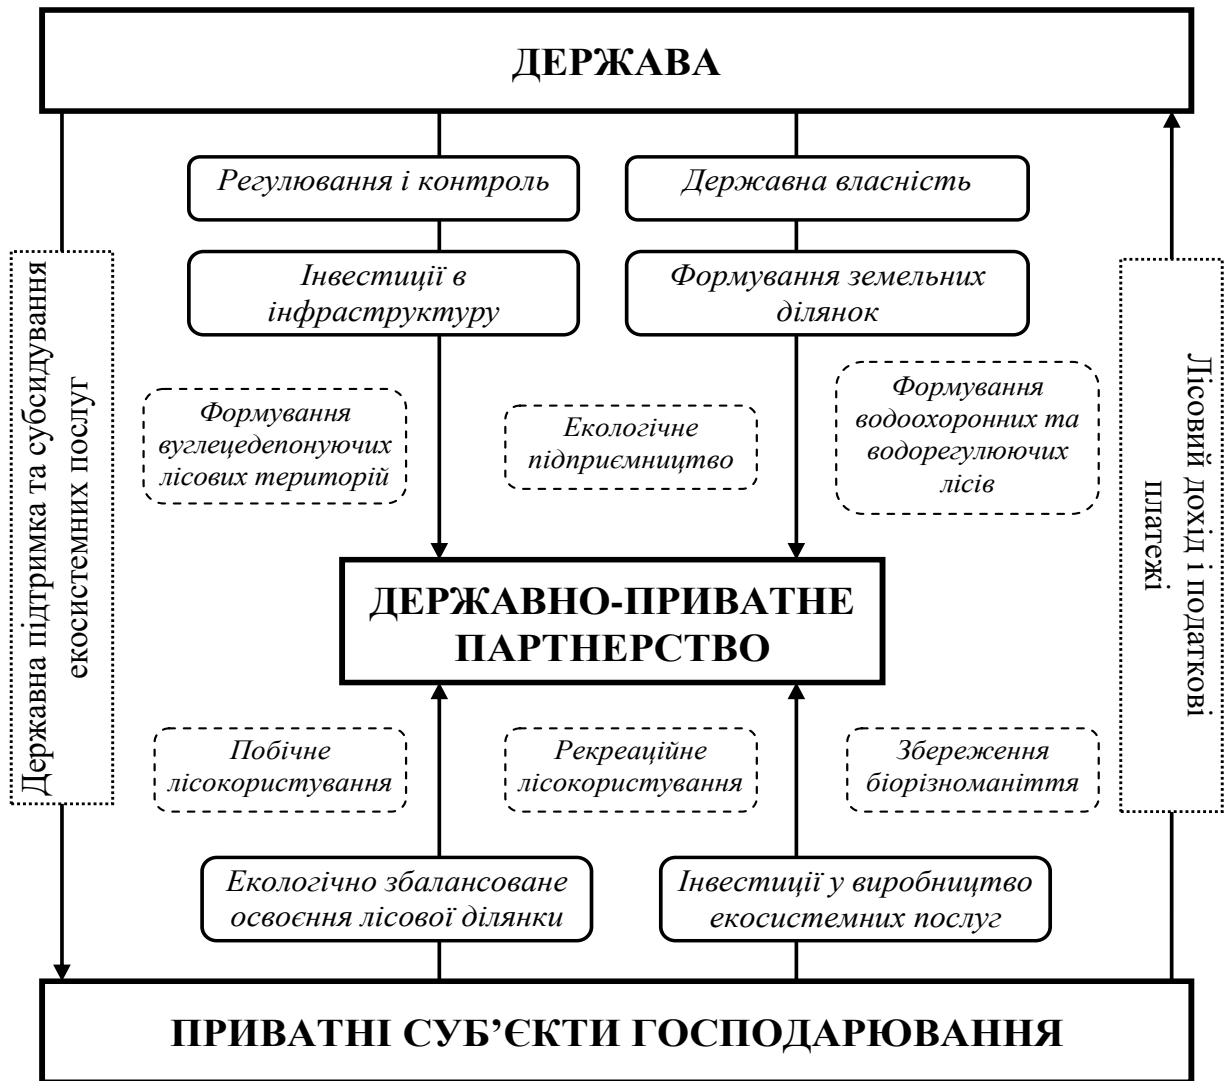 ДЕРЖАВА
Регулювання і контроль
Державна власність
Інвестиції в
інфраструктуру
Формування земельних
ділянок
Державна підтримка та субсидування
екосистемних послуг
Лісовий дохід і податкові
платежі
Формування
вуглецедепонуючих
лісових територій
Екологічне
підприємництво
Формування
водоохоронних та
водорегулюючих
лісів
ДЕРЖАВНО-ПРИВАТНЕ
ПАРТНЕРСТВО
Побічне
лісокористування
Рекреаційне
лісокористування
Збереження
біорізноманіття
Екологічно збалансоване
освоєння лісової ділянки
Інвестиції у виробництво
екосистемних послуг
ПРИВАТНІ СУБ’ЄКТИ ГОСПОДАРЮВАННЯ